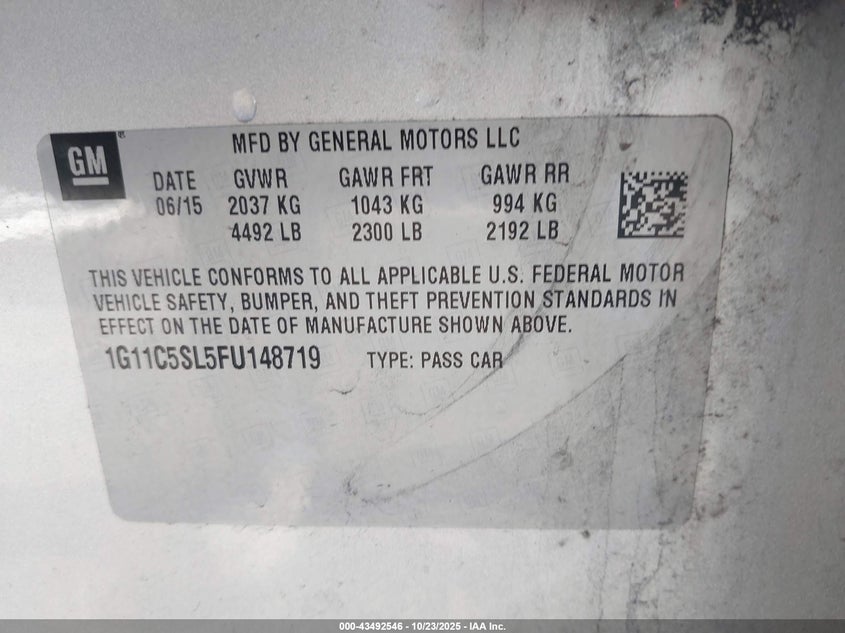 GM
MFD BY GENERAL MOTORS LLC
DATE GVWR GAWR FRT GAWR RR
06/15 2037 KG 1043 KG 994 KG
4492 LB 2300 LB 2192 LB
THIS VEHICLE CONFORMS TO ALL APPLICABLE U.S. FEDERAL MOTOR
VEHICLE SAFETY, BUMPER, AND THEFT PREVENTION STANDARDS IN
EFFECT ON THE DATE OF MANUFACTURE SHOWN ABOVE.
1G11C5SL5FU148719 TYPE: PASS CAR
000-43492546 - 10/23/2025 - IAA Inc.